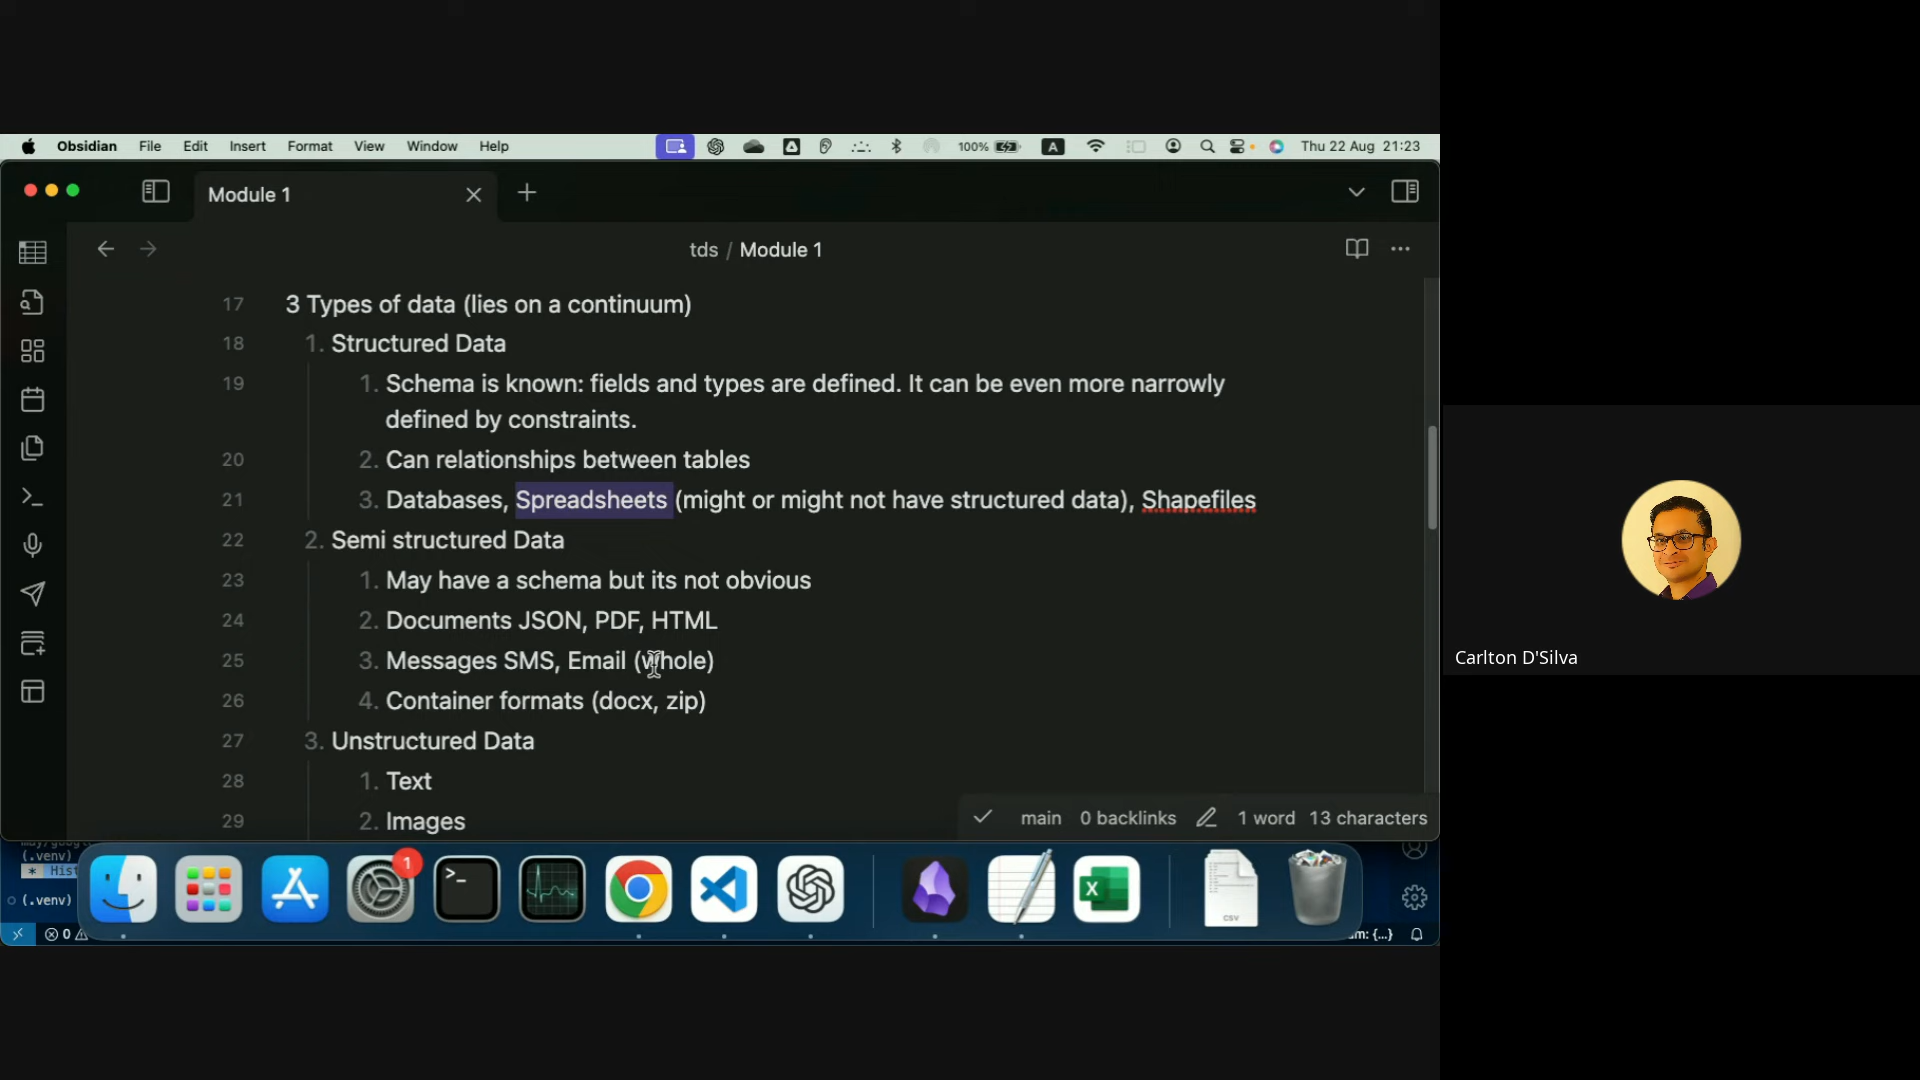 Obsidian File Edit Insert Format View Window Help 100% A Thu 22 Aug 21:23
Module 1
tds / Module 1
17 3 Types of data (lies on a continuum)
18 1. Structured Data
19 1. Schema is known: fields and types are defined. It can be even more narrowly
defined by constraints.
20 2. Can relationships between tables
21 3. Databases, Spreadsheets (might or might not have structured data), Shapefiles
22 2. Semi structured Data
23 1. May have a schema but its not obvious
24 2. Documents JSON, PDF, HTML
25 3. Messages SMS, Email (whole)
26 4. Container formats (docx, zip)
27 3. Unstructured Data
28 1. Text
29 2. Images
main 0 backlinks 1 word 13 characters
Carlton D'Silva
(.venv)
* Hist
(.venv)
0
1
>_
X
CSV